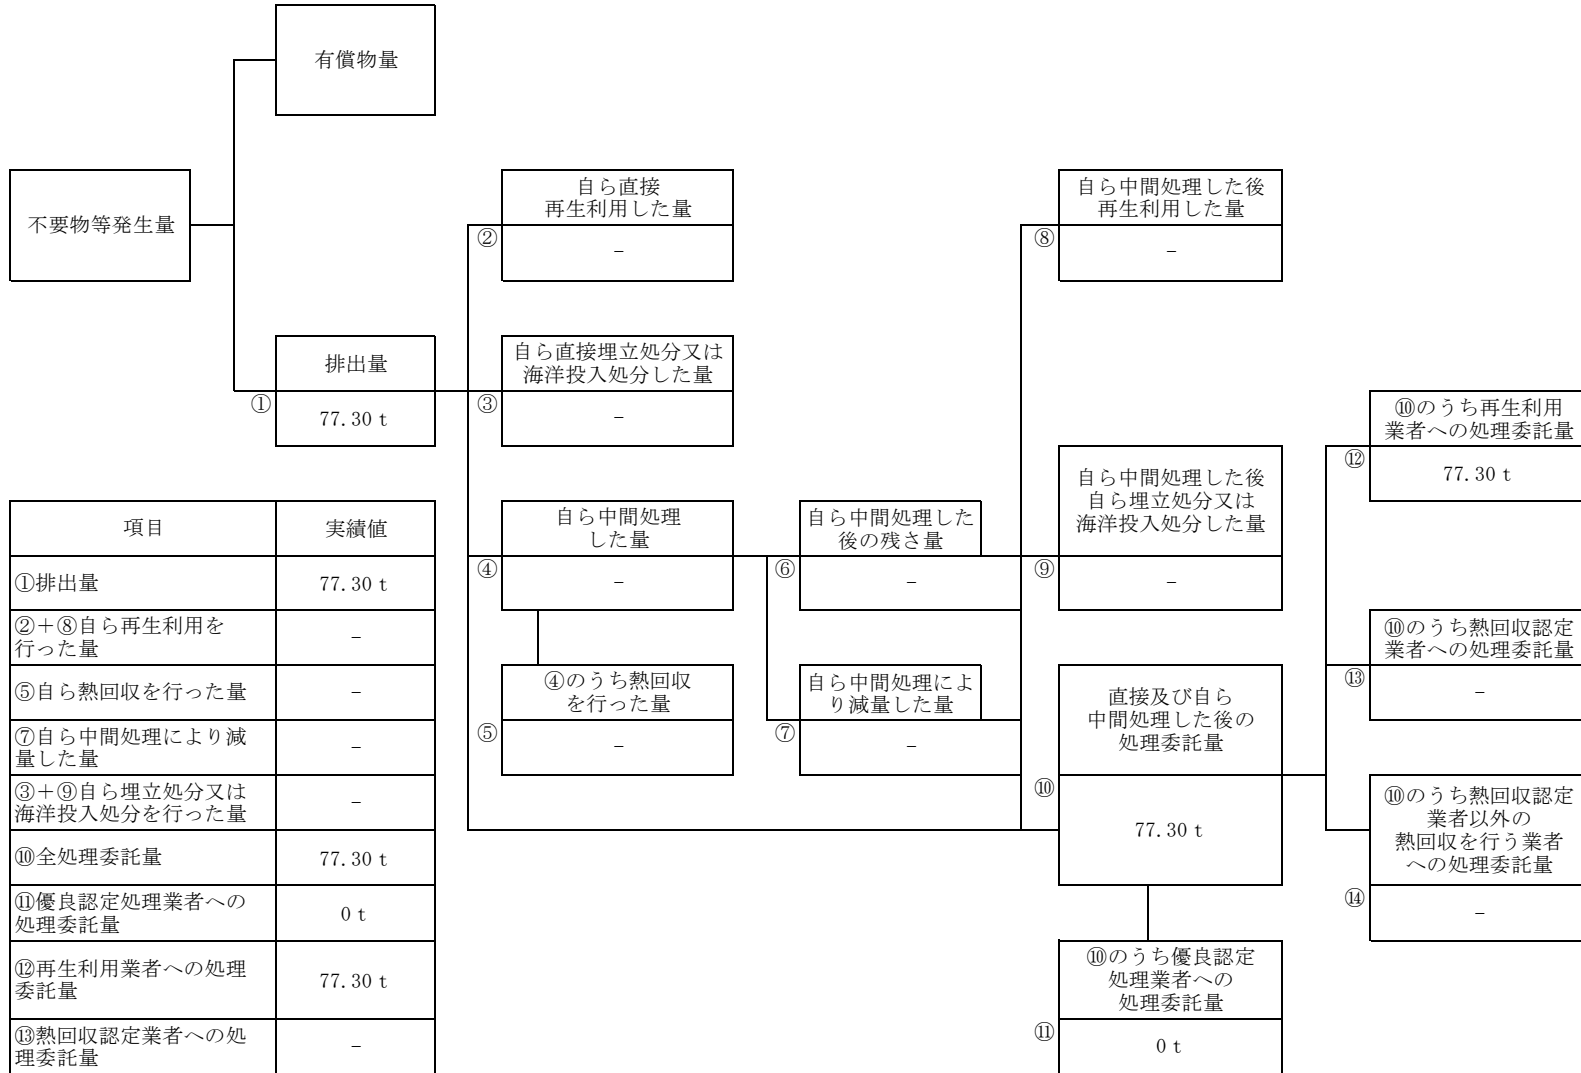 有償物量
不要物等発生量
自ら直接
再生利用した量
②
－
自ら中間処理した後
再生利用した量
⑧
－
排出量
①
77.30 t
自ら直接埋立処分又は
海洋投入処分した量
③
－
⑩のうち再生利用
業者への処理委託量
⑫
77.30 t
自ら中間処理
した量
④
－
自ら中間処理した
後の残さ量
⑥
－
自ら中間処理した後
自ら埋立処分又は
海洋投入処分した量
⑨
－
⑩のうち熱回収認定
業者への処理委託量
⑬
－
④のうち熱回収
を行った量
⑤
－
自ら中間処理によ
り減量した量
⑦
－
直接及び自ら
中間処理した後の
処理委託量
⑩
77.30 t
⑩のうち熱回収認定
業者以外の
熱回収を行う業者
への処理委託量
⑭
－
⑩のうち優良認定
処理業者への
処理委託量
⑪
0 t
項目 実績値
①排出量 77.30 t
②＋⑧自ら再生利用を
行った量 －
⑤自ら熱回収を行った量 －
⑦自ら中間処理により減
量した量 －
③＋⑨自ら埋立処分又は
海洋投入処分を行った量 －
⑩全処理委託量 77.30 t
⑪優良認定処理業者への
処理委託量 0 t
⑫再生利用業者への処理
委託量 77.30 t
⑬熱回収認定業者への処
理委託量 －